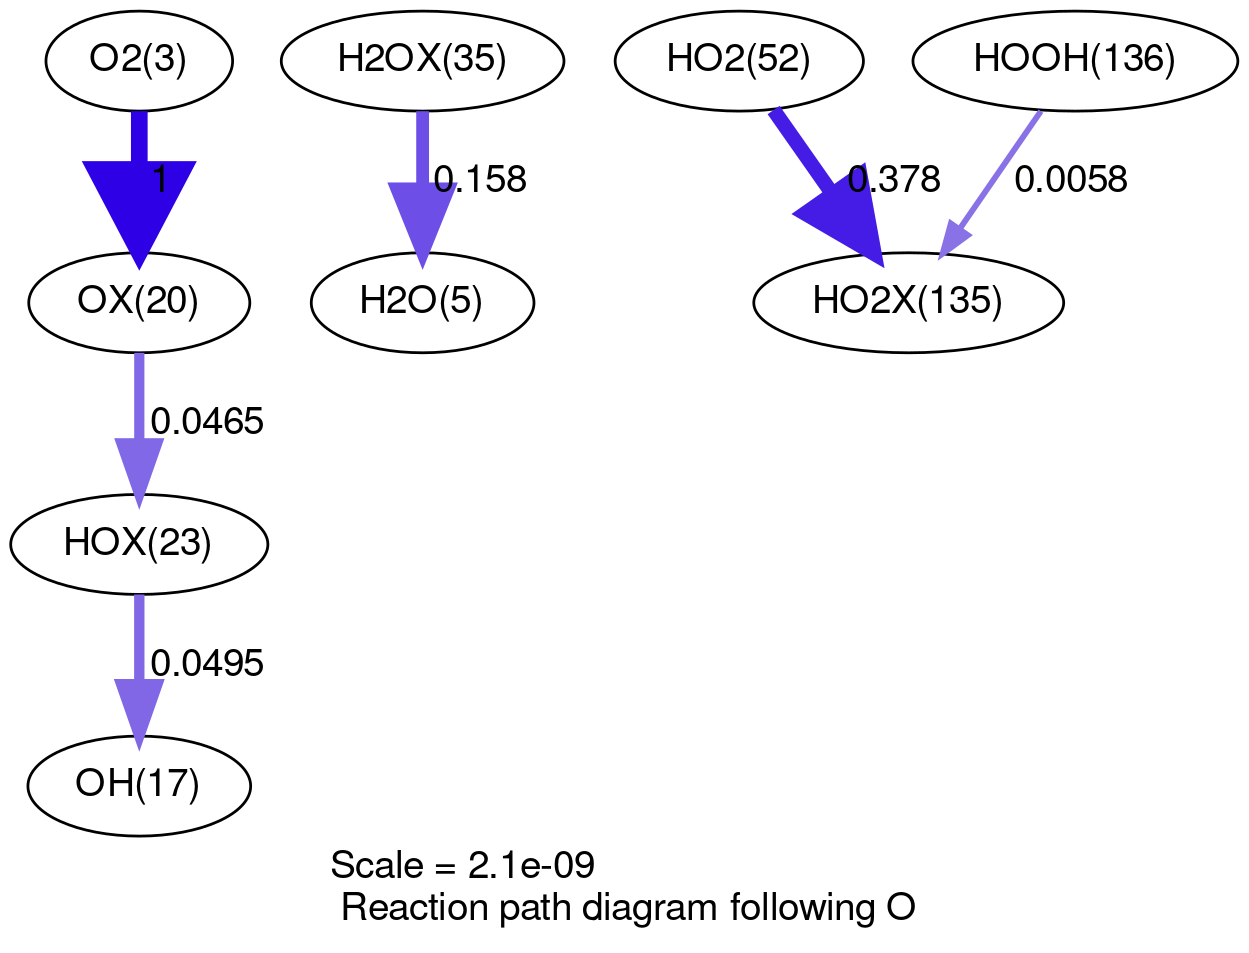 O2(3)
H2OX(35)
HO2(52)
HOOH(136)
1
0.158
0.378
0.0058
OX(20)
H2O(5)
HO2X(135)
0.0465
HOX(23)
0.0495
OH(17)
Scale = 2.1e-09
Reaction path diagram following O